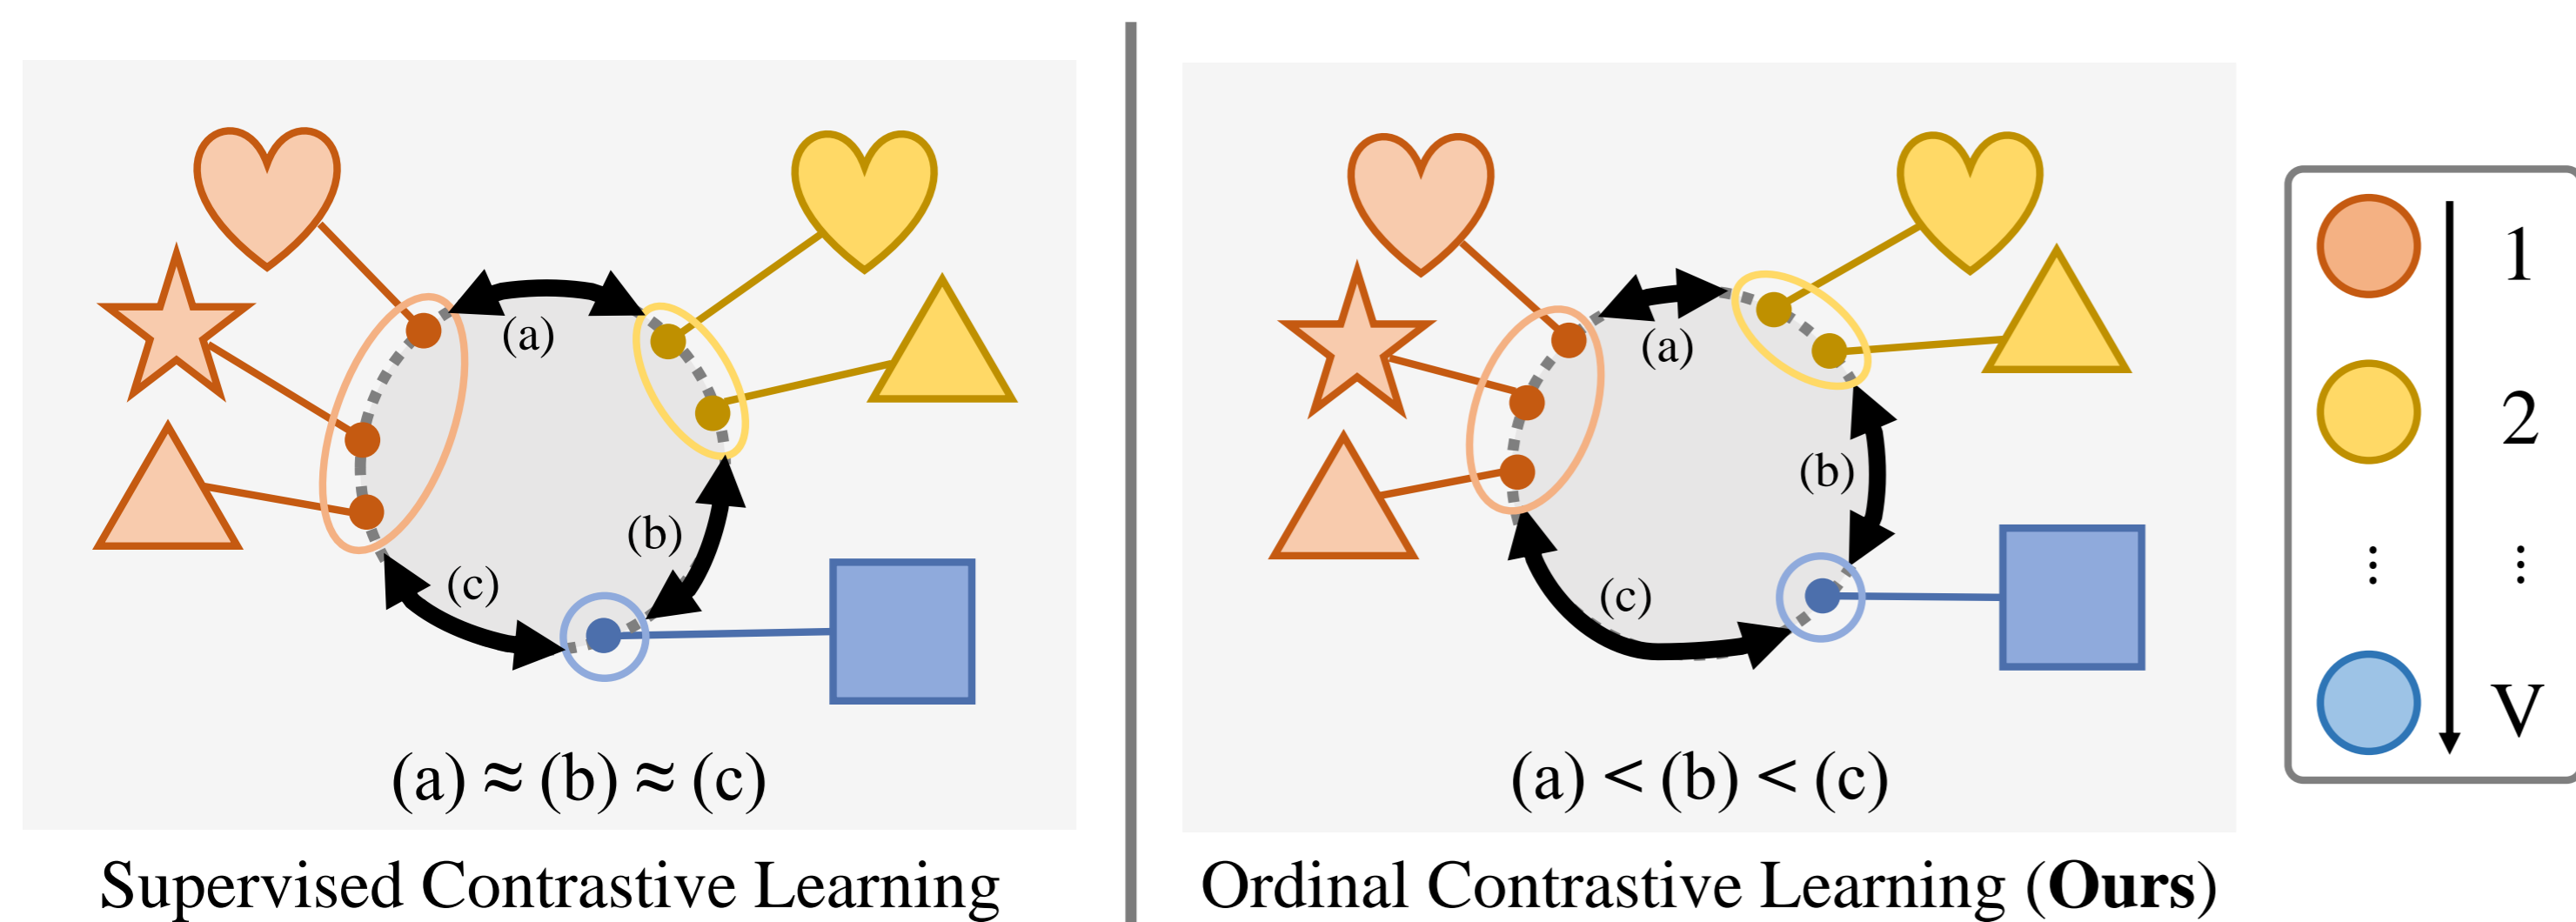 (a)
(b)
(c)
(a) ≈ (b) ≈ (c)
Supervised Contrastive Learning
(a)
(b)
(c)
(a) < (b) < (c)
Ordinal Contrastive Learning (Ours)
1
2
⋮ ⋮
V